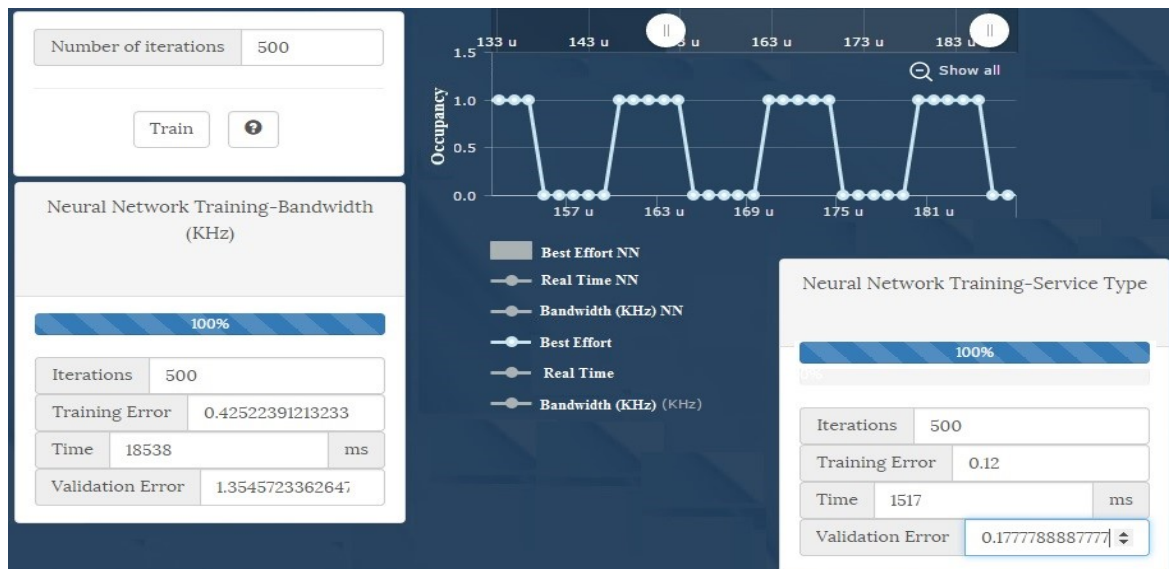 Number of iterations 500
Train
Neural Network Training-Bandwidth
(KHz)
100%
Iterations 500
Training Error 0.42522391213233
Time 18538 ms
Validation Error 1.3545723362647
133 u 143 u u 163 u 173 u 183 u
Show all
Occupancy
1.5
1.0
0.5
0.0
157 u 163 u 169 u 175 u 181 u
Best Effort NN
Real Time NN
Bandwidth (KHz) NN
Best Effort
Real Time
Bandwidth (KHz) (KHz)
Neural Network Training-Service Type
100%
0%
Iterations 500
Training Error 0.12
Time 1517 ms
Validation Error 0.1777788887777